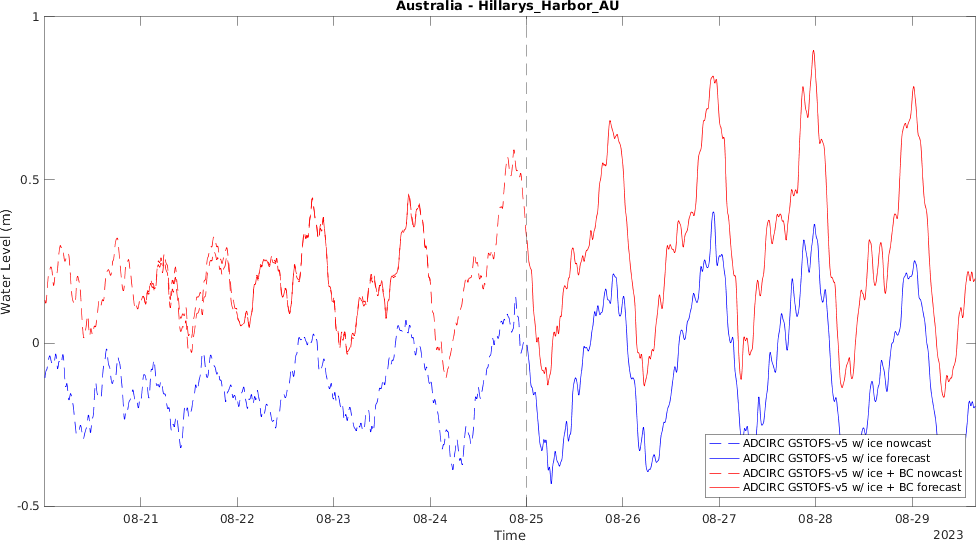 Australia - Hillarys_Harbor_AU
Water Level (m)
1
0.5
0
-0.5
ADCIRC GSTOFS-v5 w/ ice nowcast
ADCIRC GSTOFS-v5 w/ ice forecast
ADCIRC GSTOFS-v5 w/ ice + BC nowcast
ADCIRC GSTOFS-v5 w/ ice + BC forecast
08-21 08-22 08-23 08-24 08-25 08-26 08-27 08-28 08-29
Time
2023